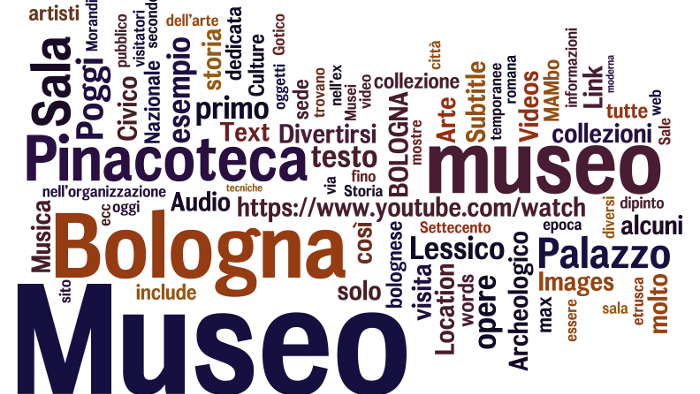 artisti
Sala
Poggi
Morandi
Civico
pubblico
visitatori
Nazionale
secondo
dell'arte
esempio
storia
dedicata
Culture
Gotico
oggetti
primo
sede
trovano
nell'ex
Musei
video
collezione
città
Text
Divertirsi
BOLOGNA
mostre
Arte
Subtitle
temporanee
romana
Videos
MAMbo
informazioni
Link
moderna
tutte
web
Sale
collezioni
Pinacoteca
testo
museo
nell'organizzazione
tecniche
via
fino
Storia
Audio
https://www.youtube.com/watch
Musica
ecc
oggi
Bologna
così
bolognese
Settecento
epoca
diversi
dipinto
alcuni
Lessico
Palazzo
sito
include
solo
visita
Location
words
opere
Archeologico
max
Images
essere
sala
etrusca
molto
Museo